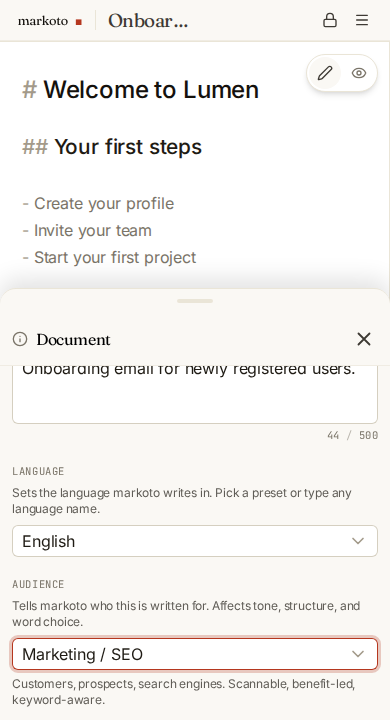 markoto
Onboar...
# Welcome to Lumen
## Your first steps
- Create your profile
- Invite your team
- Start your first project
Document
Onboarding email for newly registered users.
44 / 500
LANGUAGE
Sets the language markoto writes in. Pick a preset or type any
language name.
English
AUDIENCE
Tells markoto who this is written for. Affects tone, structure, and
word choice.
Marketing / SEO
Customers, prospects, search engines. Scannable, benefit-led,
keyword-aware.